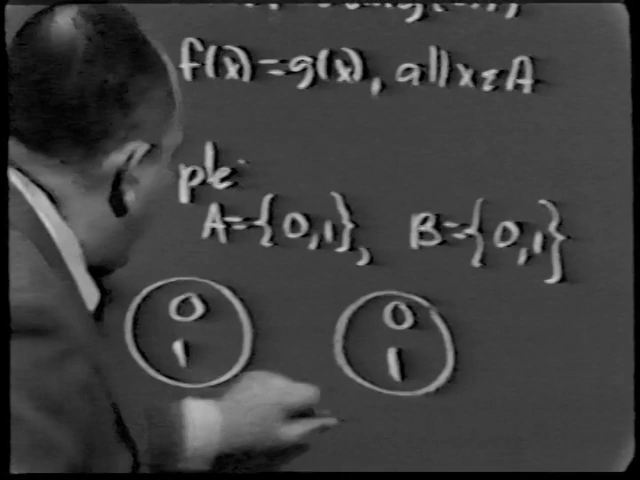 f(x)=g(x), all x ε A
ple
A={0,1}, B={0,1}
0 0
1 1